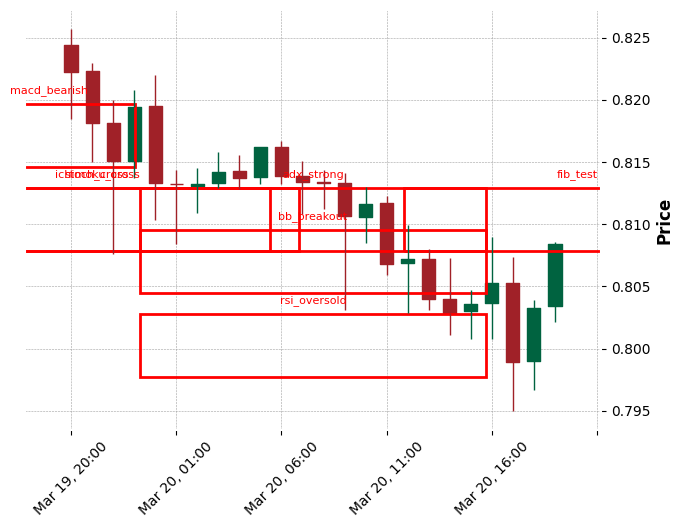 0.825
macd_bearish
0.820
0.815
stoch_cross
adx_strong
fib_test
bb_breakout
0.810
Price
0.805
rsi_oversold
0.800
0.795
Mar 19, 20:00
Mar 20, 01:00
Mar 20, 06:00
Mar 20, 11:00
Mar 20, 16:00